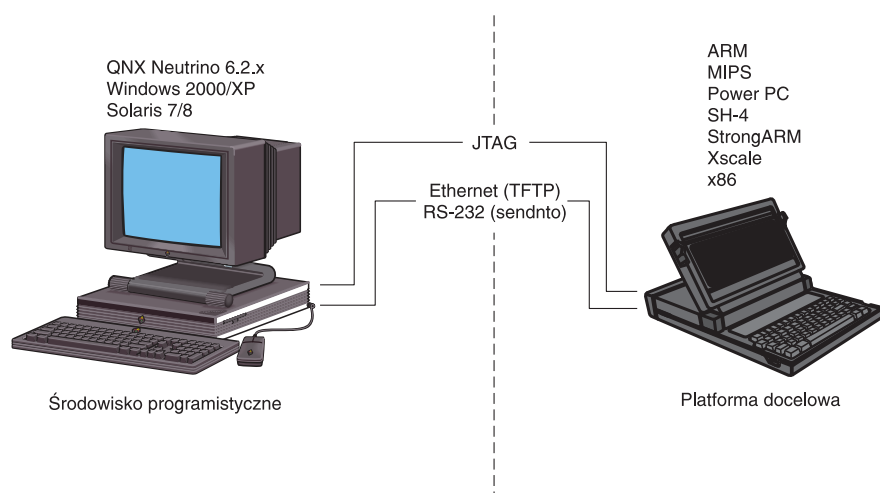 QNX Neutrino 6.2.x
Windows 2000/XP
Solaris 7/8
ARM
MIPS
Power PC
SH-4
StrongARM
Xscale
x86
JTAG
Ethernet (TFTP)
RS-232 (sendnto)
Środowisko programistyczne
Platforma docelowa